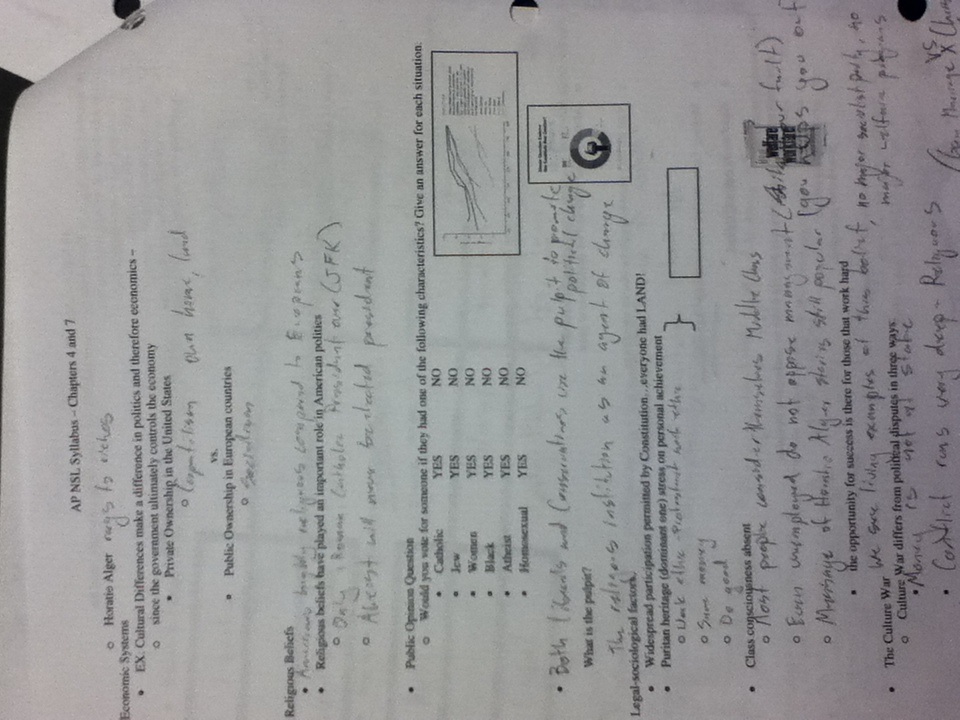 AP NSL Syllabus – Chapters 4 and 7
Horatio Alger rags to riches
Economic Systems
EX. Cultural Differences make a difference in politics and therefore economics –
since the government ultimately controls the economy
Private Ownership in the United States
Capitalism own home, land
vs.
Public Ownership in European countries
Socialism
Religious Beliefs
Americans highly religious compared to Europeans
Religious beliefs have played an important role in American politics
Only 1 Roman Catholic President ever (JFK)
Atheist will never be elected president
Public Opinion Question
Would you vote for someone if they had one of the following characteristics? Give an answer for each situation:
Catholic YES NO
Jew YES NO
Women YES NO
Black YES NO
Atheist YES NO
Homosexual YES NO
Both liberals and Conservatives use the pulpit to promote
political change
What is the pulpit?
The religious institution as an agent of change
Legal-sociological factors.
Widespread participation permitted by Constitution…everyone had LAND!
Puritan heritage (dominant one) stress on personal achievement
Work ethic - Protestant work ethic
Save money
Do good
Class consciousness absent
Most people consider themselves Middle Class
Even unemployed do not oppose management ( your fault)
welfare
Message of Horatio Alger stories still popular (gov helps you out
the opportunity for success is there for those that work hard
We see living examples of this belief, no major socialist party, no
major welfare programs
The Culture War
Culture War differs from political disputes in three ways:
Money is not at stake
Conflict runs very deep - Religious
(Gay Marriage VS